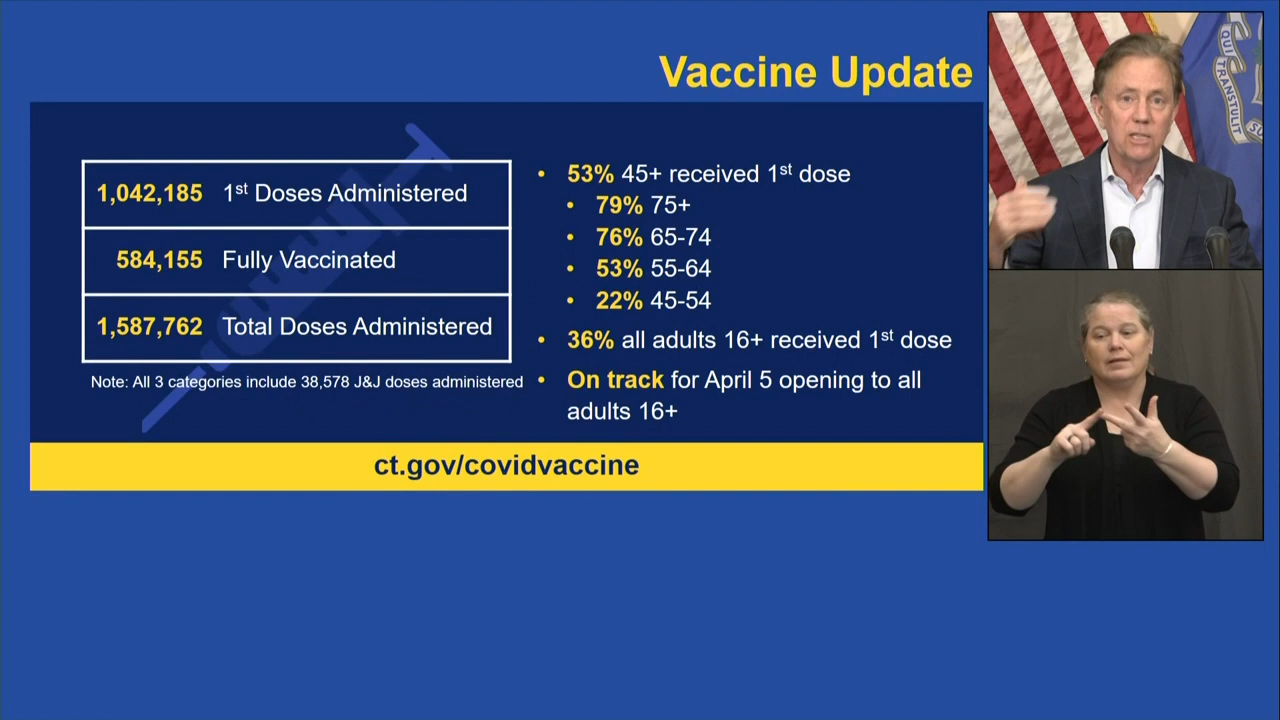 Vaccine Update
1,042,185 1st Doses Administered
584,155 Fully Vaccinated
1,587,762 Total Doses Administered
Note: All 3 categories include 38,578 J&J doses administered
• 53% 45+ received 1st dose
• 79% 75+
• 76% 65-74
• 53% 55-64
• 22% 45-54
• 36% all adults 16+ received 1st dose
• On track for April 5 opening to all
adults 16+
ct.gov/covidvaccine
QUI TRANSTULIT